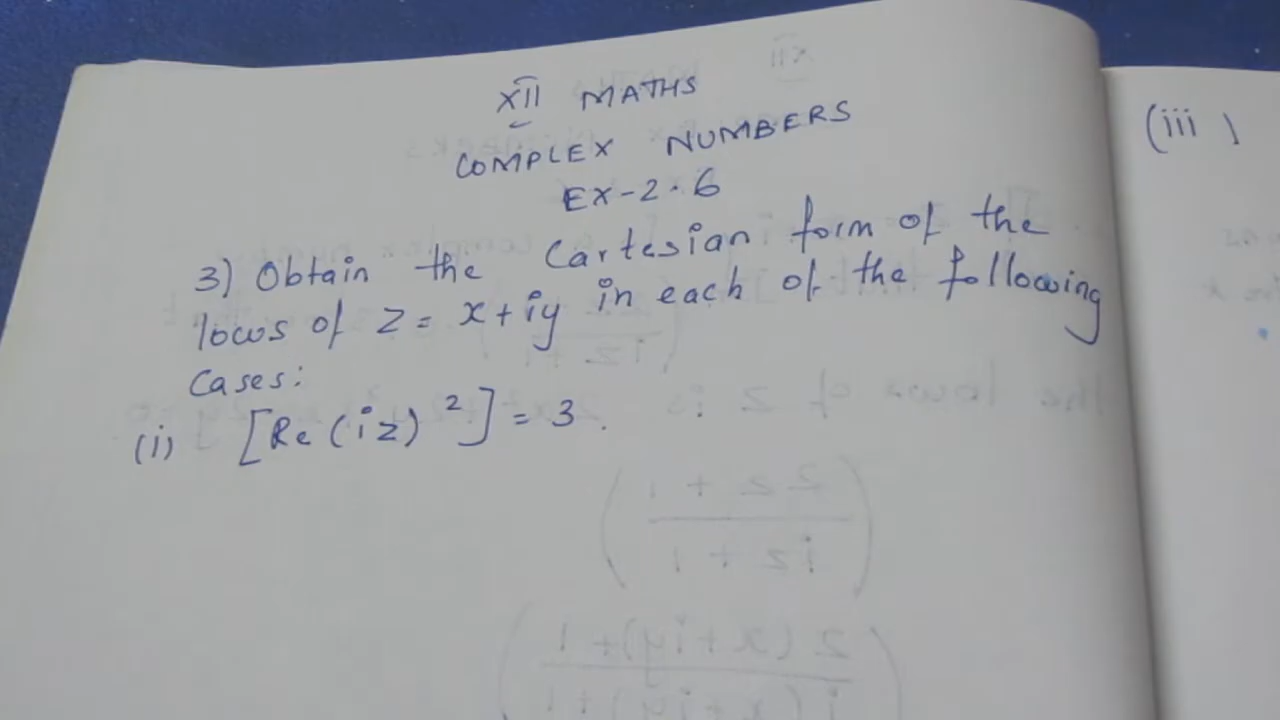 XII MATHS
COMPLEX NUMBERS
EX-2.6
3) Obtain the Cartesian form of the
locus of z = x+iy in each of the following
Cases:
(i) [Re (iz)²] = 3.
(iii)